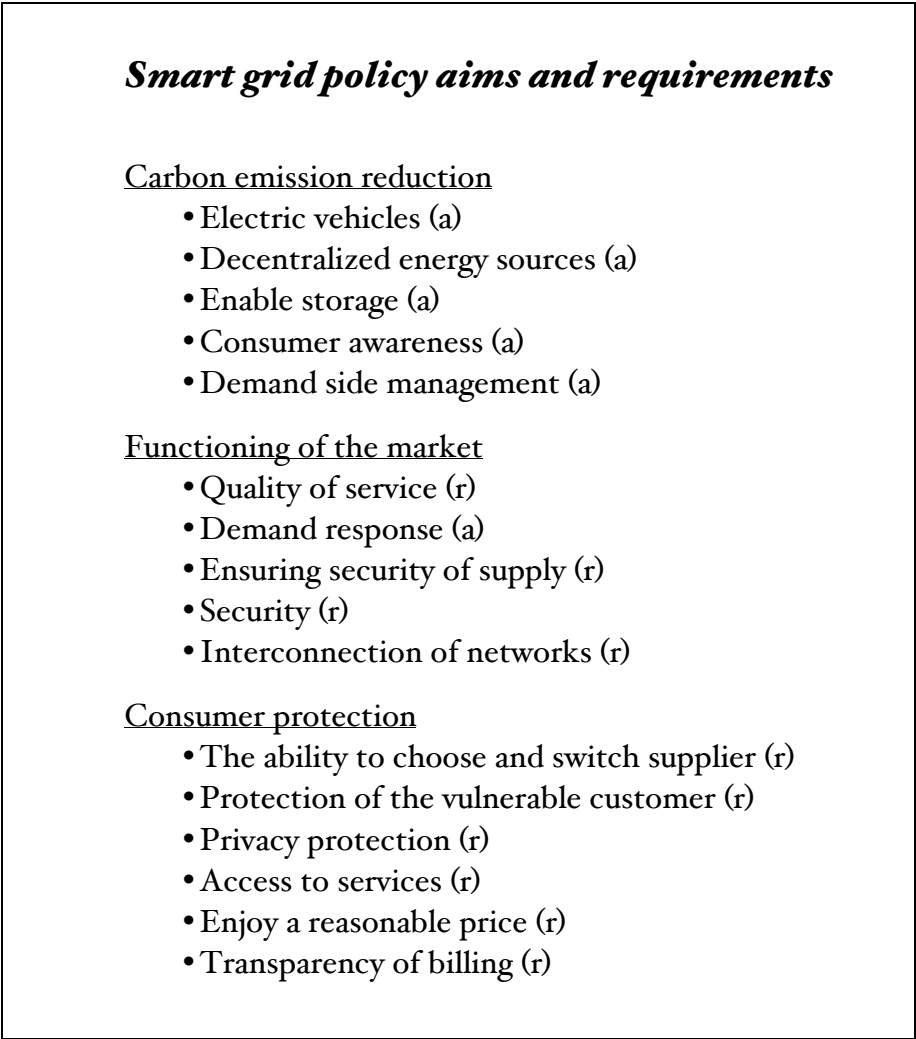 Smart grid policy aims and requirements
Carbon emission reduction
•Electric vehicles (a)
•Decentralized energy sources (a)
•Enable storage (a)
•Consumer awareness (a)
•Demand side management (a)
Functioning of the market
•Quality of service (r)
•Demand response (a)
•Ensuring security of supply (r)
•Security (r)
•Interconnection of networks (r)
Consumer protection
•The ability to choose and switch supplier (r)
•Protection of the vulnerable customer (r)
•Privacy protection (r)
•Access to services (r)
•Enjoy a reasonable price (r)
•Transparency of billing (r)